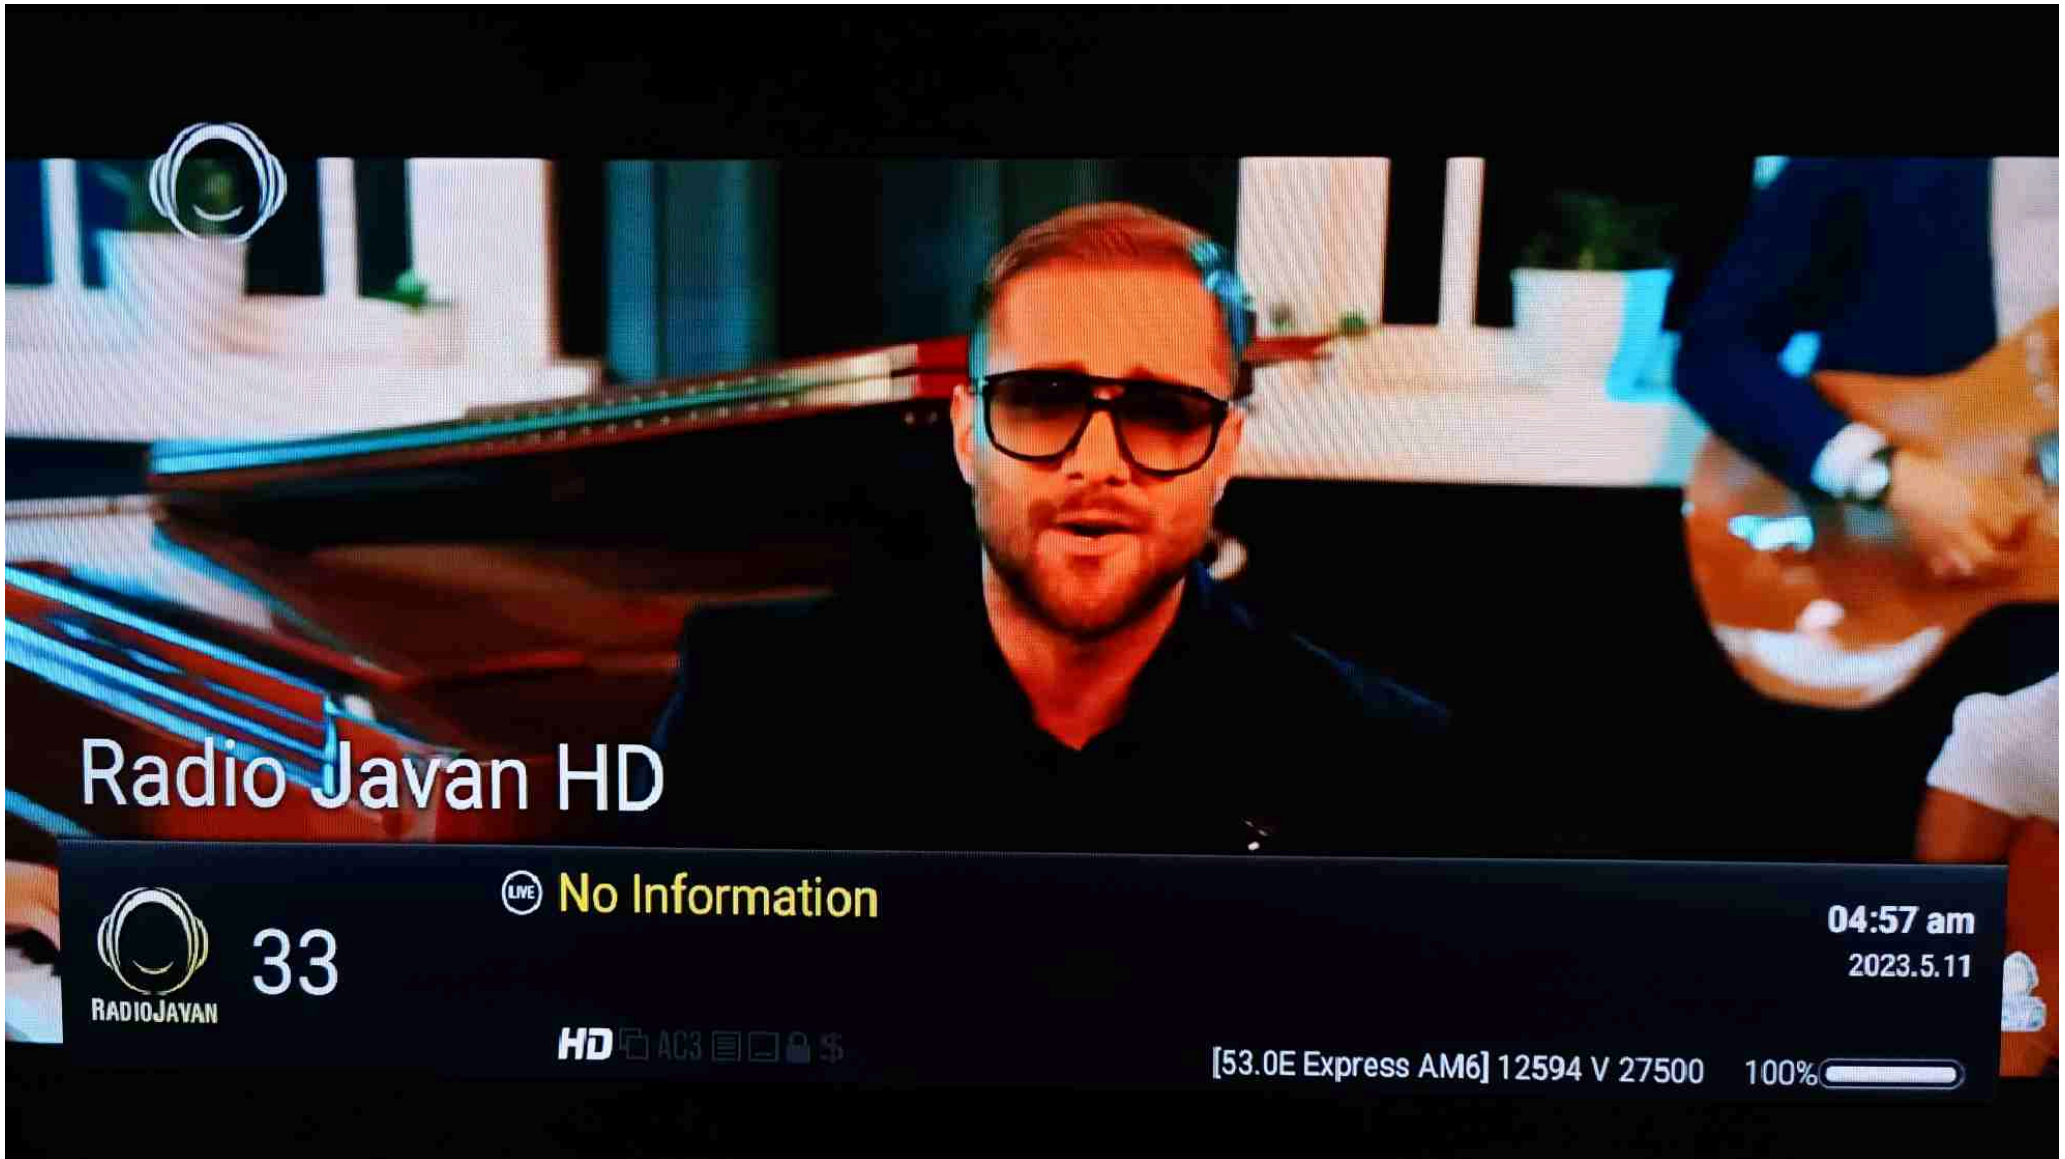 Radio Javan HD
LIVE No Information
33
RADIOJAVAN
04:57 am
2023.5.11
HD AC3 $
[53.0E Express AM6] 12594 V 27500 100%